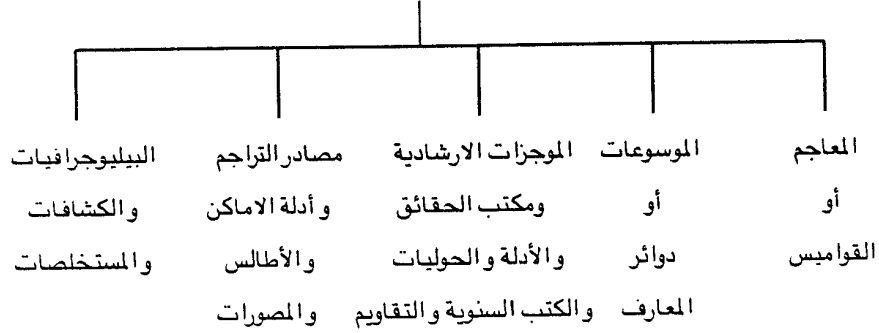 المعاجم
أو
القواميس
الموسوعات
أو
دوائر
المعارف
الموجزات الارشادية
ومكتب الحقائق
والأدلة والحوليات
والكتب السنوية والتقاويم
مصادر التراجم
وأدلة الاماكن
والأطالس
والمصورات
البيليوجرافيات
والكشافات
والمستخلصات